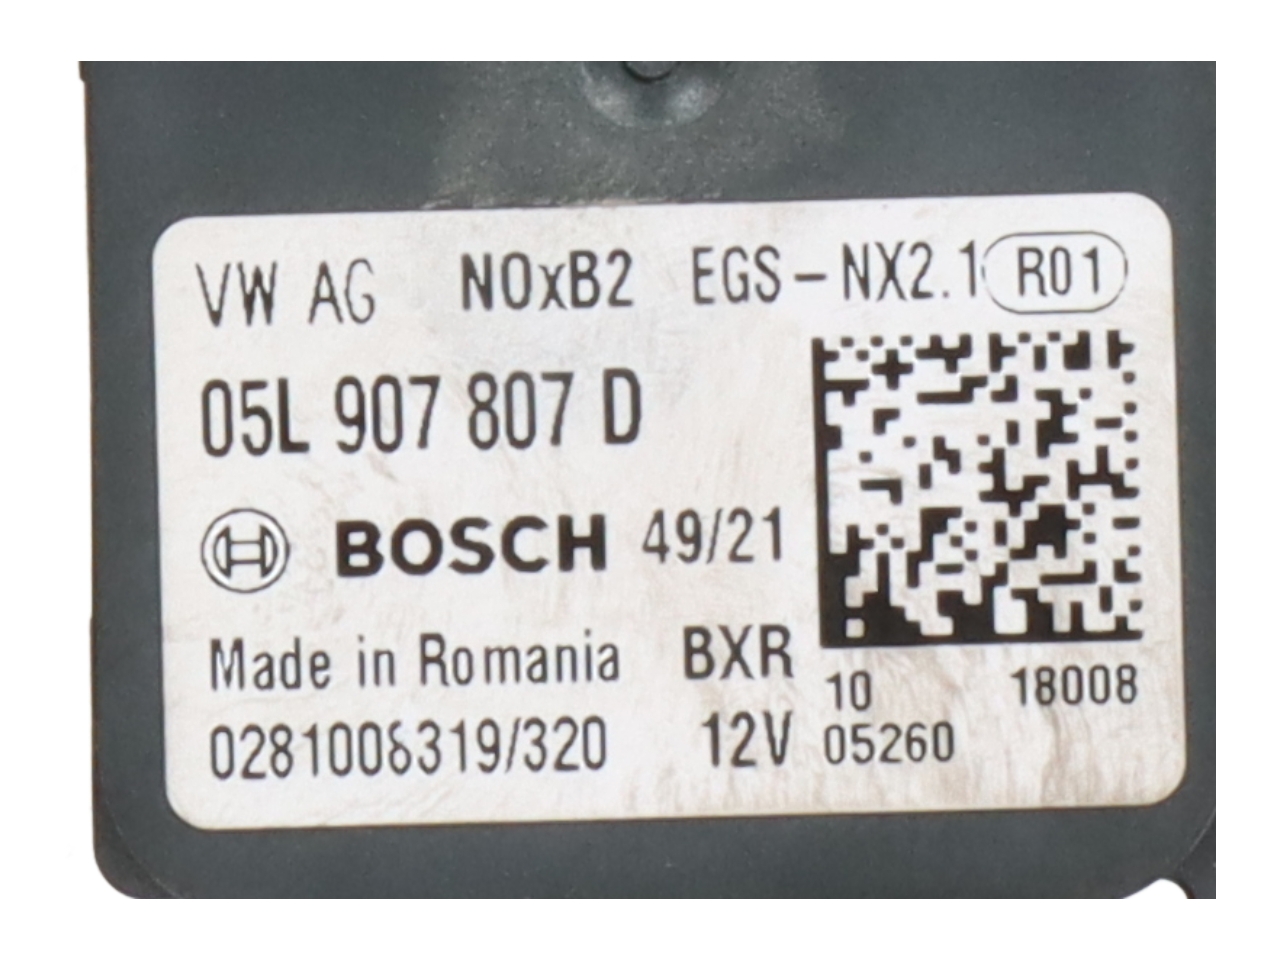 VW AG NOxB2 EGS-NX2.1 R01
05L 907 807 D
BOSCH 49/21
Made in Romania BXR
10 18008
0281006319/320 12V 05260